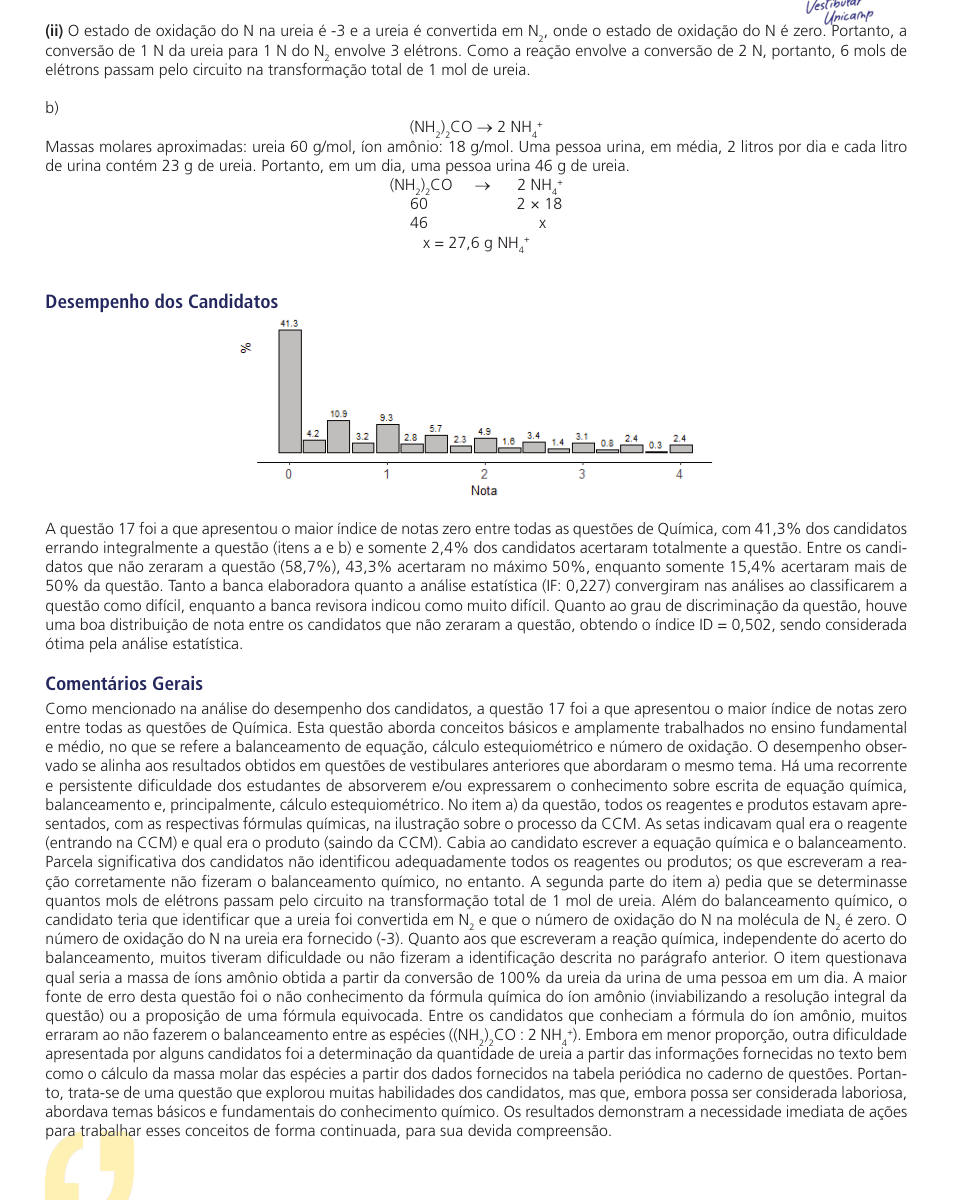 Vestibular
Unicamp
(ii) O estado de oxidação do N na ureia é -3 e a ureia é convertida em N2, onde o estado de oxidação do N é zero. Portanto, a
conversão de 1 N da ureia para 1 N do N2 envolve 3 elétrons. Como a reação envolve a conversão de 2 N, portanto, 6 mols de
elétrons passam pelo circuito na transformação total de 1 mol de ureia.
b)
(NH2)2CO → 2 NH4+
Massas molares aproximadas: ureia 60 g/mol, íon amônio: 18 g/mol. Uma pessoa urina, em média, 2 litros por dia e cada litro
de urina contém 23 g de ureia. Portanto, em um dia, uma pessoa urina 46 g de ureia.
(NH2)2CO → 2 NH4+
60 2 × 18
46 x
x = 27,6 g NH4+
Desempenho dos Candidatos
%
41.3 4.2 10.9 3.2 9.3 2.8 5.7 2.3 4.9 1.6 3.4 1.4 3.1 0.8 2.4 0.3 2.4
0 1 2 3 4
Nota
A questão 17 foi a que apresentou o maior índice de notas zero entre todas as questões de Química, com 41,3% dos candidatos
errando integralmente a questão (itens a e b) e somente 2,4% dos candidatos acertaram totalmente a questão. Entre os candi-
datos que não zeraram a questão (58,7%), 43,3% acertaram no máximo 50%, enquanto somente 15,4% acertaram mais de
50% da questão. Tanto a banca elaboradora quanto a análise estatística (IF: 0,227) convergiram nas análises ao classificarem a
questão como difícil, enquanto a banca revisora indicou como muito difícil. Quanto ao grau de discriminação da questão, houve
uma boa distribuição de nota entre os candidatos que não zeraram a questão, obtendo o índice ID = 0,502, sendo considerada
ótima pela análise estatística.
Comentários Gerais
Como mencionado na análise do desempenho dos candidatos, a questão 17 foi a que apresentou o maior índice de notas zero
entre todas as questões de Química. Esta questão aborda conceitos básicos e amplamente trabalhados no ensino fundamental
e médio, no que se refere a balanceamento de equação, cálculo estequiométrico e número de oxidação. O desempenho obser-
vado se alinha aos resultados obtidos em questões de vestibulares anteriores que abordaram o mesmo tema. Há uma recorrente
e persistente dificuldade dos estudantes de absorverem e/ou expressarem o conhecimento sobre escrita de equação química,
balanceamento e, principalmente, cálculo estequiométrico. No item a) da questão, todos os reagentes e produtos estavam apre-
sentados, com as respectivas fórmulas químicas, na ilustração sobre o processo da CCM. As setas indicavam qual era o reagente
(entrando na CCM) e qual era o produto (saindo da CCM). Cabia ao candidato escrever a equação química e o balanceamento.
Parcela significativa dos candidatos não identificou adequadamente todos os reagentes ou produtos; os que escreveram a rea-
ção corretamente não fizeram o balanceamento químico, no entanto. A segunda parte do item a) pedia que se determinasse
quantos mols de elétrons passam pelo circuito na transformação total de 1 mol de ureia. Além do balanceamento químico, o
candidato teria que identificar que a ureia foi convertida em N2 e que o número de oxidação do N na molécula de N2 é zero. O
número de oxidação do N na ureia era fornecido (-3). Quanto aos que escreveram a reação química, independente do acerto do
balanceamento, muitos tiveram dificuldade ou não fizeram a identificação descrita no parágrafo anterior. O item questionava
qual seria a massa de íons amônio obtida a partir da conversão de 100% da ureia da urina de uma pessoa em um dia. A maior
fonte de erro desta questão foi o não conhecimento da fórmula química do íon amônio (inviabilizando a resolução integral da
questão) ou a proposição de uma fórmula equivocada. Entre os candidatos que conheciam a fórmula do íon amônio, muitos
erraram ao não fazerem o balanceamento entre as espécies ((NH2)2CO : 2 NH4+). Embora em menor proporção, outra dificuldade
apresentada por alguns candidatos foi a determinação da quantidade de ureia a partir das informações fornecidas no texto bem
como o cálculo da massa molar das espécies a partir dos dados fornecidos na tabela periódica no caderno de questões. Portan-
to, trata-se de uma questão que explorou muitas habilidades dos candidatos, mas que, embora possa ser considerada laboriosa,
abordava temas básicos e fundamentais do conhecimento químico. Os resultados demonstram a necessidade imediata de ações
para trabalhar esses conceitos de forma continuada, para sua devida compreensão.